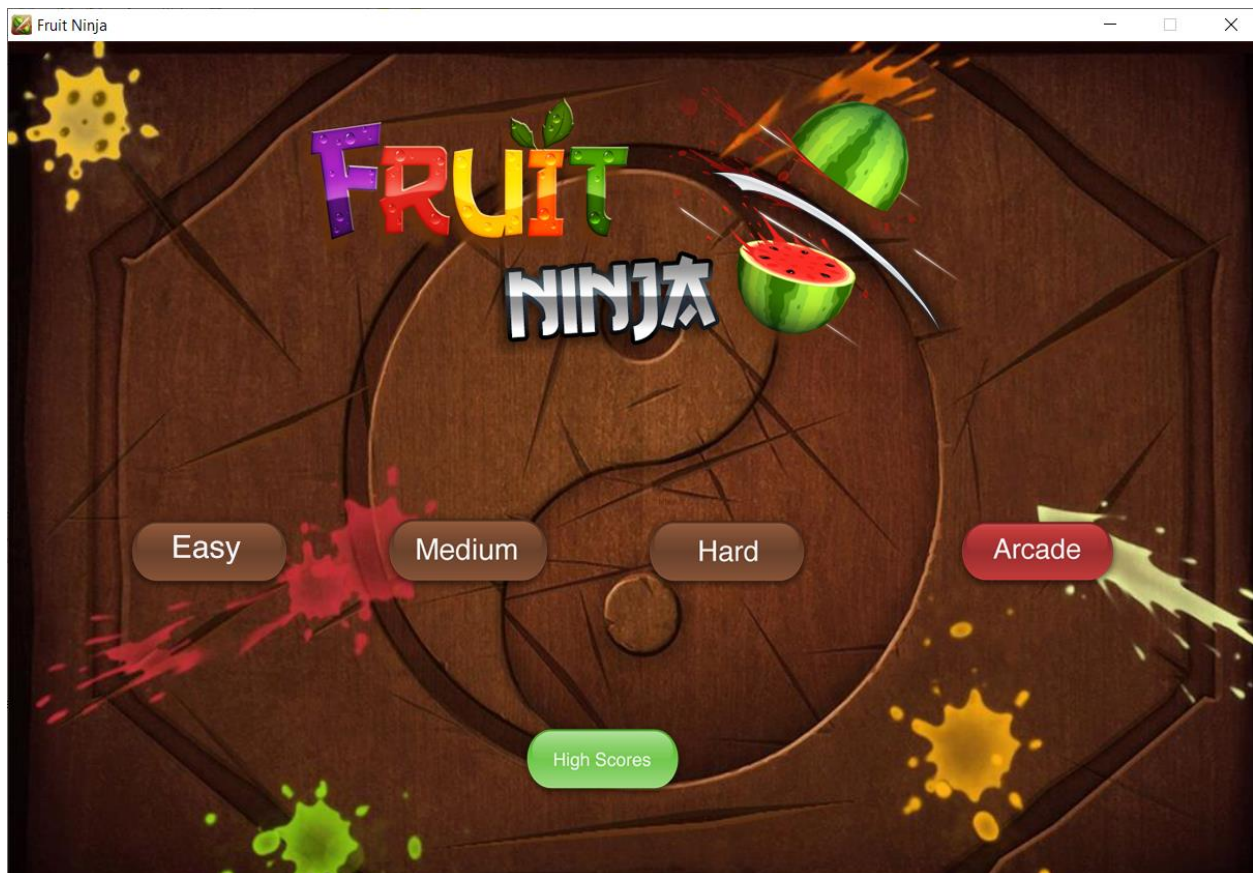 Fruit Ninja
FRUIT
NINJA
Easy
Medium
Hard
Arcade
High Scores